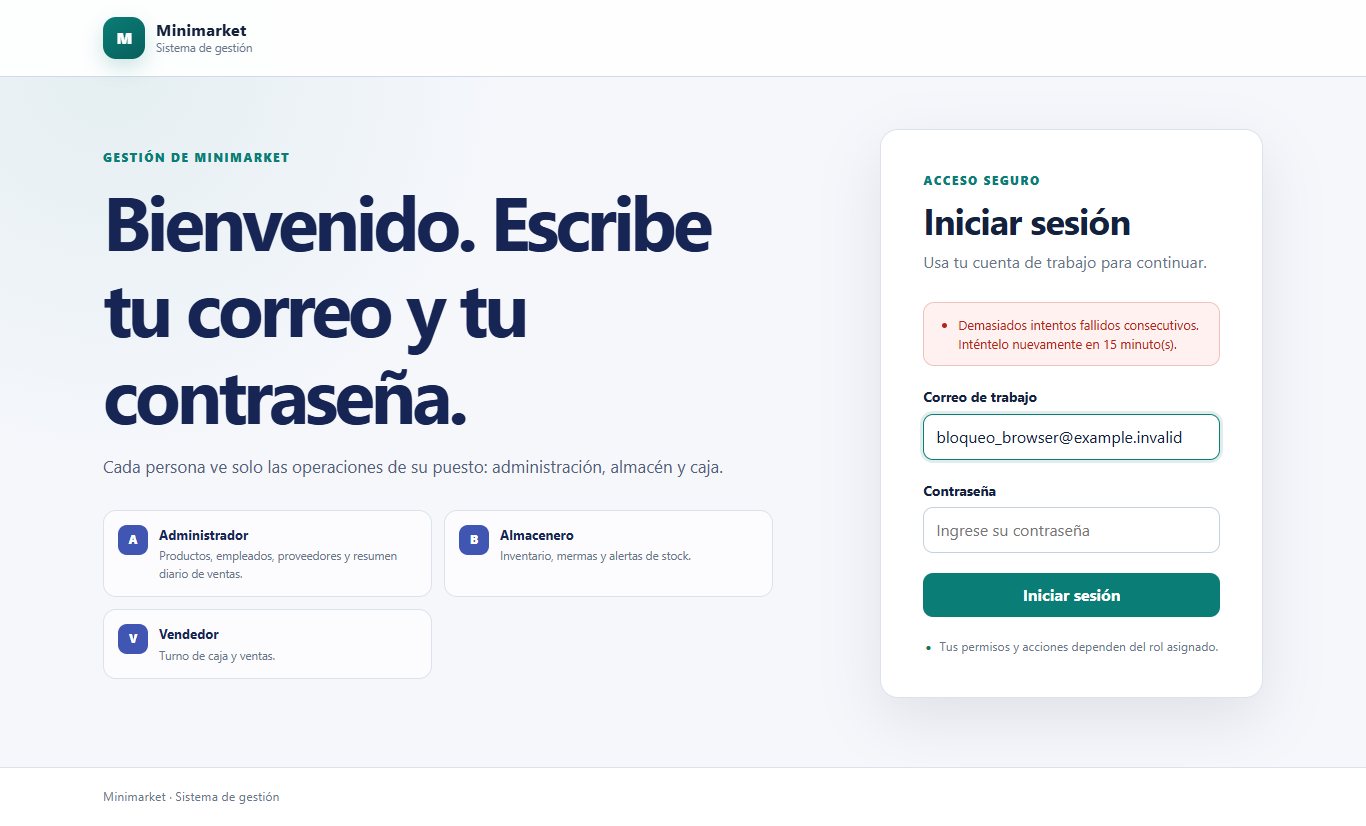 M
Minimarket
Sistema de gestión
GESTIÓN DE MINIMARKET
Bienvenido. Escribe
tu correo y tu
contraseña.
Cada persona ve solo las operaciones de su puesto: administración, almacén y caja.
A
Administrador
Productos, empleados, proveedores y resumen
diario de ventas.
B
Almacenero
Inventario, mermas y alertas de stock.
V
Vendedor
Turno de caja y ventas.
ACCESO SEGURO
Iniciar sesión
Usa tu cuenta de trabajo para continuar.
Demasiados intentos fallidos consecutivos.
Inténtelo nuevamente en 15 minuto(s).
Correo de trabajo
bloqueo_browser@example.invalid
Contraseña
Ingrese su contraseña
Iniciar sesión
Tus permisos y acciones dependen del rol asignado.
Minimarket · Sistema de gestión